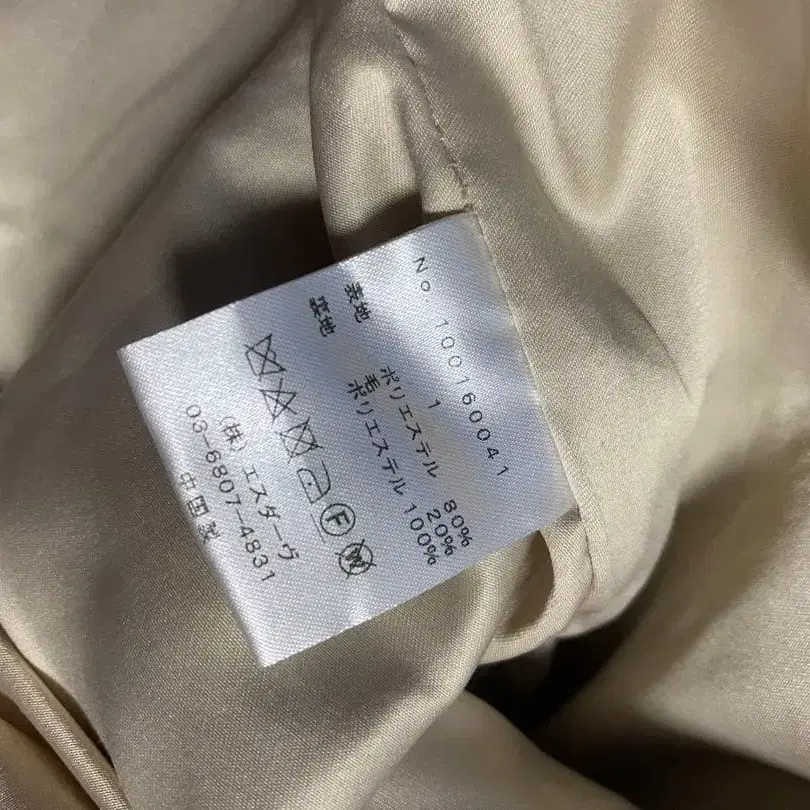 No 100160041
1
表地 ポリエステル 80%
毛 20%
裏地 ポリエステル 100%
F
W
(株)エスターヴ
03-6807-4831
中国製